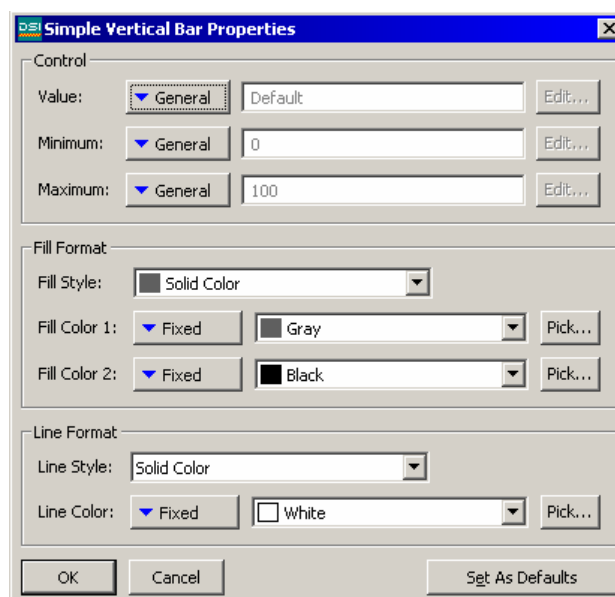 DSI Simple Vertical Bar Properties
Control
Value: General Default Edit...
Minimum: General 0 Edit...
Maximum: General 100 Edit...
Fill Format
Fill Style: Solid Color
Fill Color 1: Fixed Gray Pick...
Fill Color 2: Fixed Black Pick...
Line Format
Line Style: Solid Color
Line Color: Fixed White Pick...
OK Cancel Set As Defaults